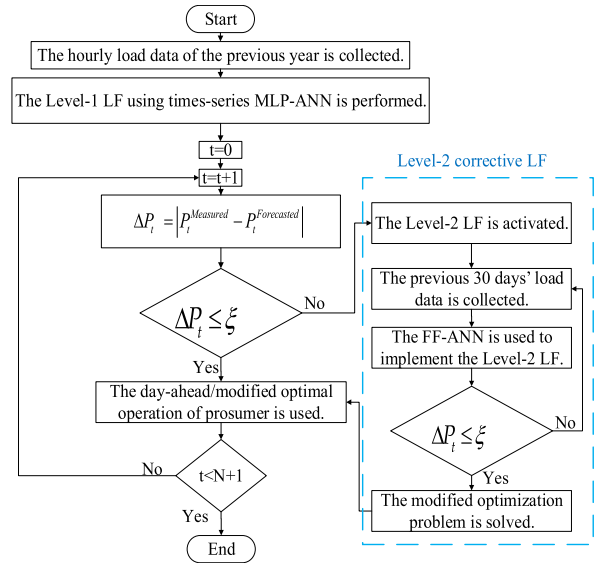 Start
The hourly load data of the previous year is collected.
The Level-1 LF using times-series MLP-ANN is performed.
t=0
t=t+1
ΔP_t = |P_t^Measured − P_t^Forecasted|
ΔP_t ≤ ξ
No
Yes
The day-ahead/modified optimal
operation of prosumer is used.
t<N+1
No
Yes
End
Level-2 corrective LF
The Level-2 LF is activated.
The previous 30 days' load
data is collected.
The FF-ANN is used to
implement the Level-2 LF.
ΔP_t ≤ ξ
No
Yes
The modified optimization
problem is solved.